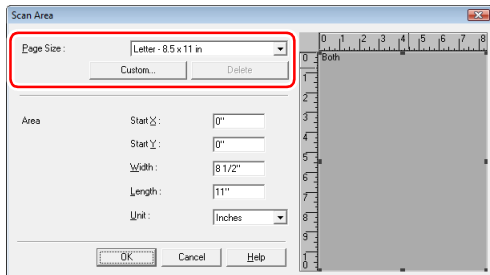 Scan Area
Page Size :
Letter - 8.5 x 11 in
Custom...
Delete
Area
Start X :
0"
Start Y :
0"
Width :
8 1/2"
Length :
11"
Unit :
Inches
OK
Cancel
Help
0 1 2 3 4 5 6 7 8
Both
0
1
2
3
4
5
6
7
8
9
10